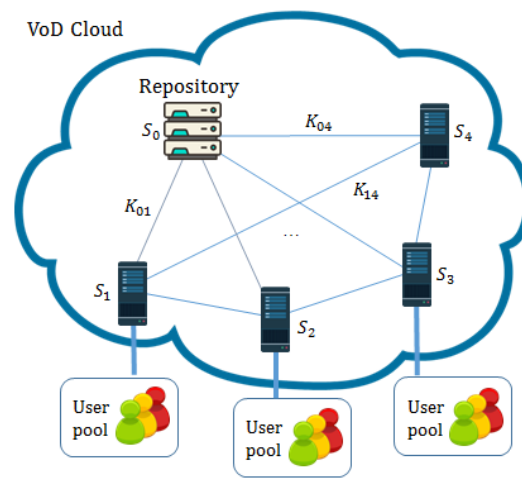 VoD Cloud
Repository
S₀
K₀₄
S₄
K₀₁
K₁₄
...
S₁
S₂
S₃
User
pool
User
pool
User
pool